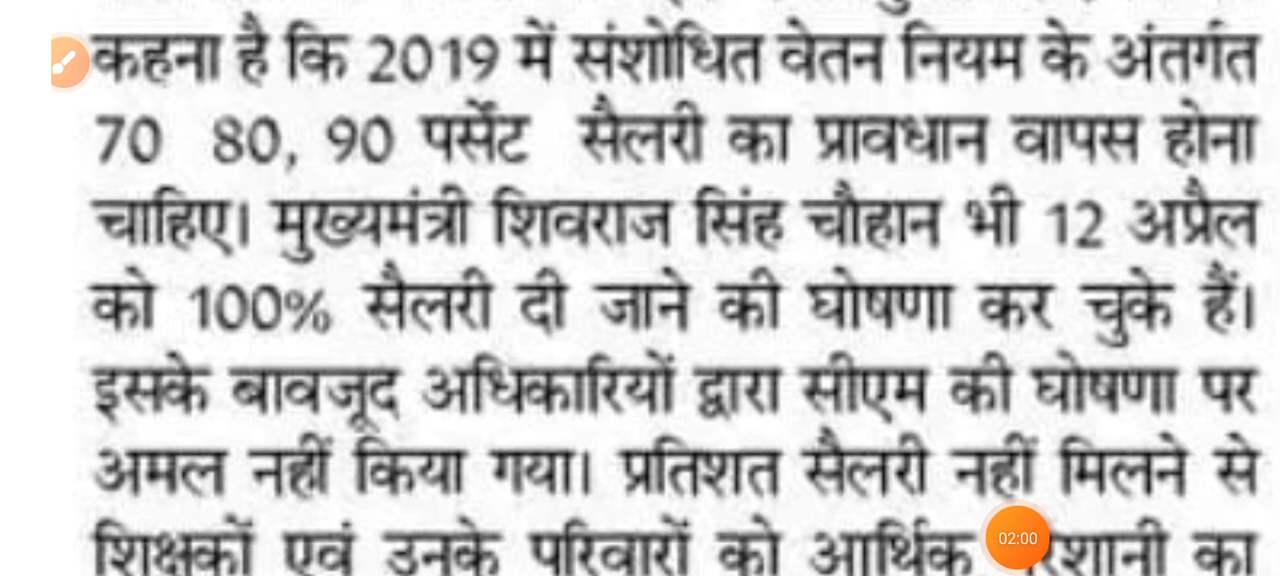 कहना है कि 2019 में संशोधित वेतन नियम के अंतर्गत
70 80, 90 पर्सेंट सैलरी का प्रावधान वापस होना
चाहिए। मुख्यमंत्री शिवराज सिंह चौहान भी 12 अप्रैल
को 100% सैलरी दी जाने की घोषणा कर चुके हैं।
इसके बावजूद अधिकारियों द्वारा सीएम की घोषणा पर
अमल नहीं किया गया। प्रतिशत सैलरी नहीं मिलने से
शिक्षकों एवं उनके परिवारों को आर्थिक का
02:00